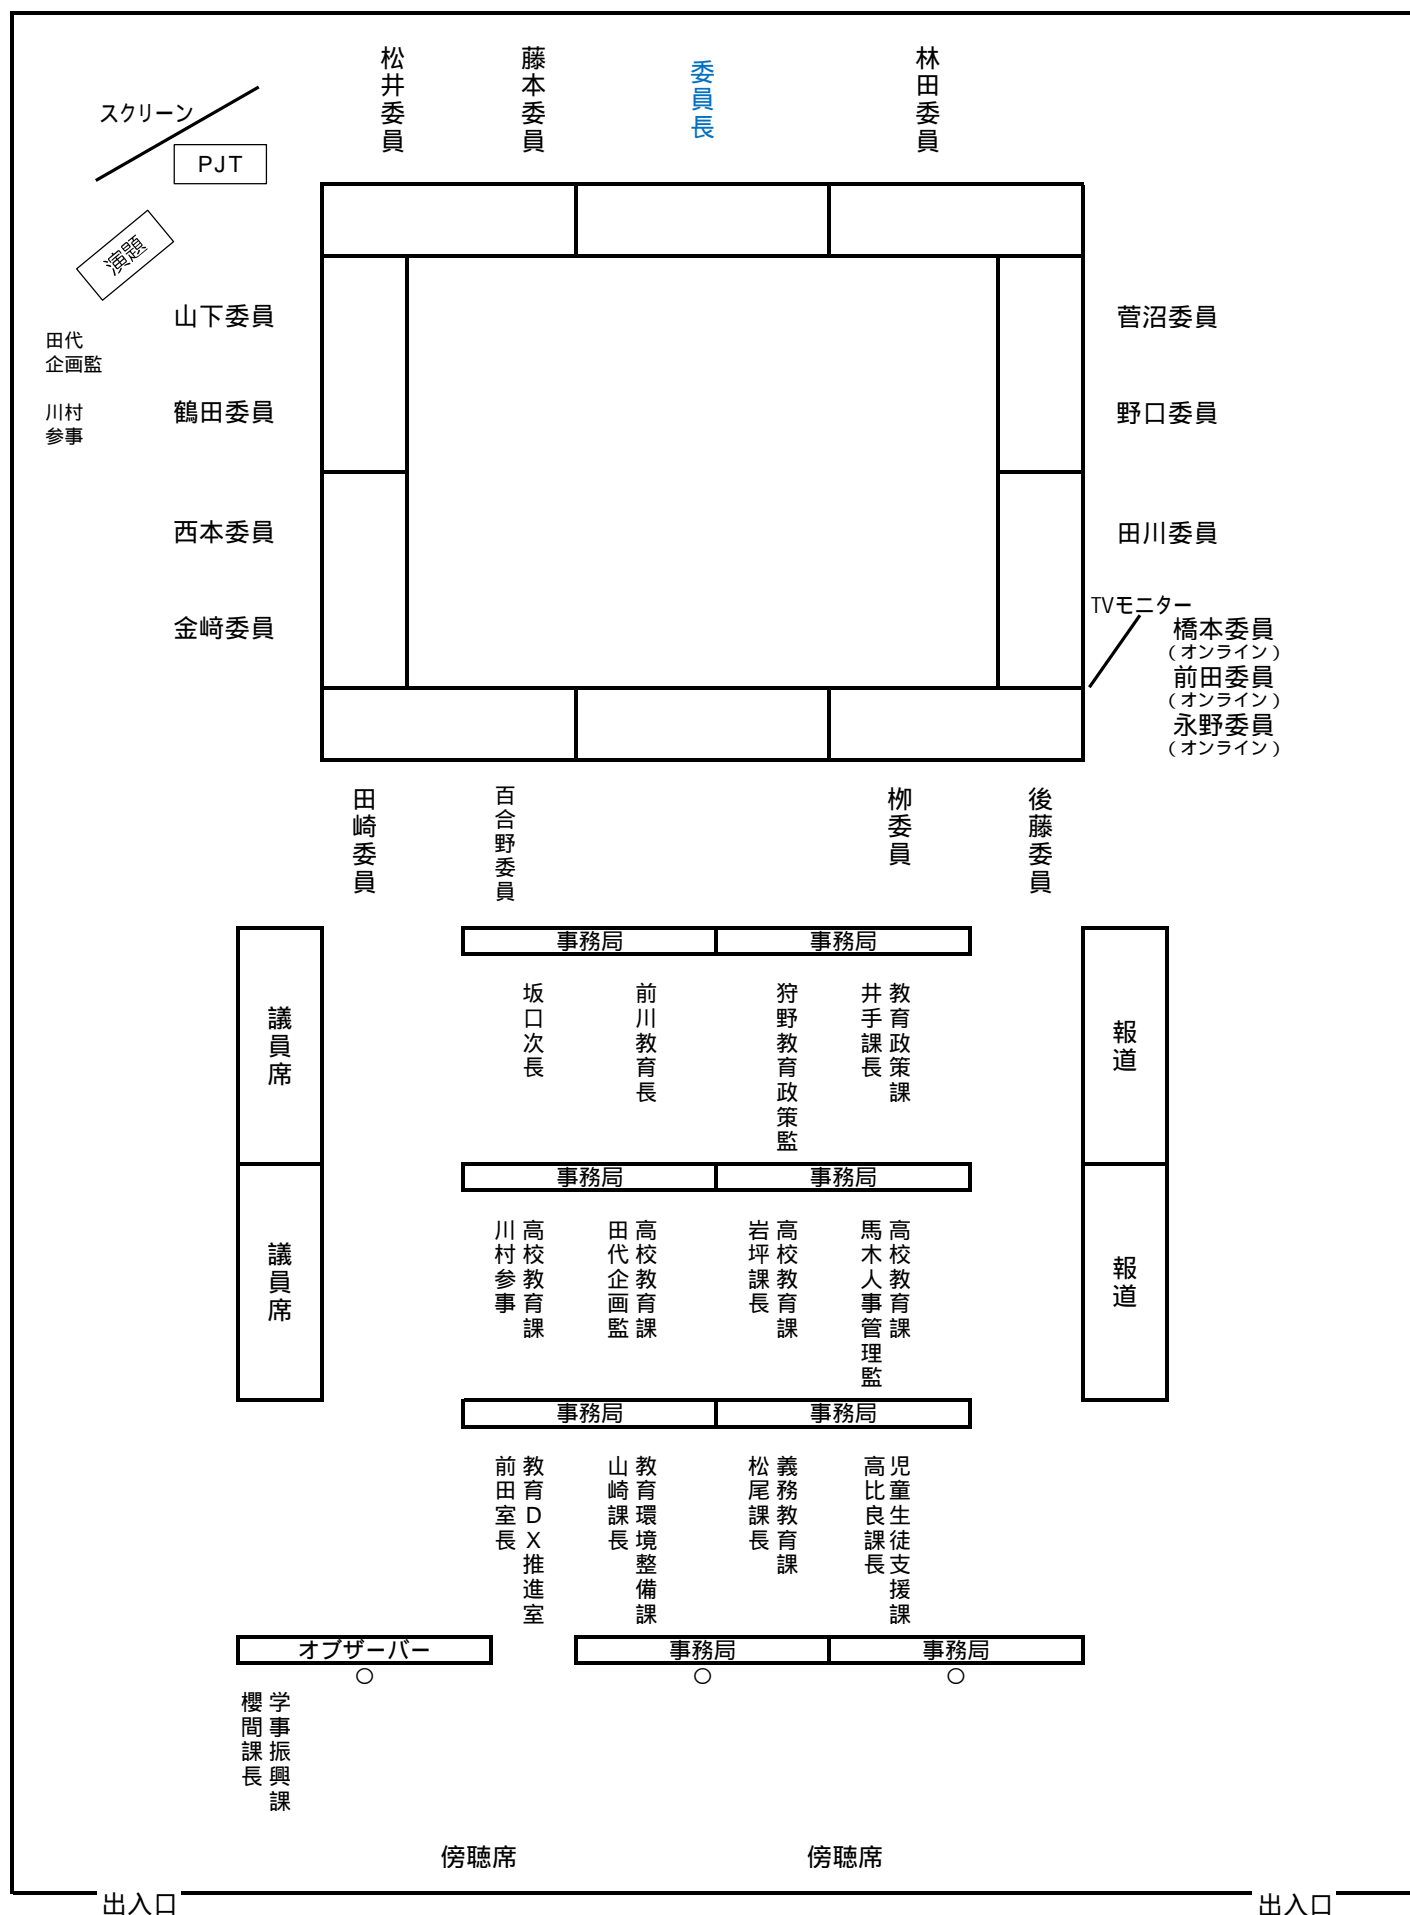 松井委員
藤本委員
委員長
林田委員
スクリーン
PJT
演題
山下委員
菅沼委員
田代
企画監
川村
参事
鶴田委員
野口委員
西本委員
田川委員
TVモニター
金﨑委員
橋本委員
(オンライン)
前田委員
(オンライン)
永野委員
(オンライン)
田崎委員
百合野委員
栁委員
後藤委員
事務局
事務局
議員席
坂口次長
前川教育長
狩野教育政策監
教育政策課
井手課長
報道
事務局
事務局
議員席
高校教育課
川村参事
高校教育課
田代企画監
高校教育課
岩坪課長
高校教育課
馬木人事管理監
報道
事務局
事務局
教育DX推進室
前田室長
教育環境整備課
山崎課長
義務教育課
松尾課長
児童生徒支援課
高比良課長
オブザーバー
事務局
事務局
○
○
○
学事振興課
櫻間課長
傍聴席
傍聴席
出入口
出入口